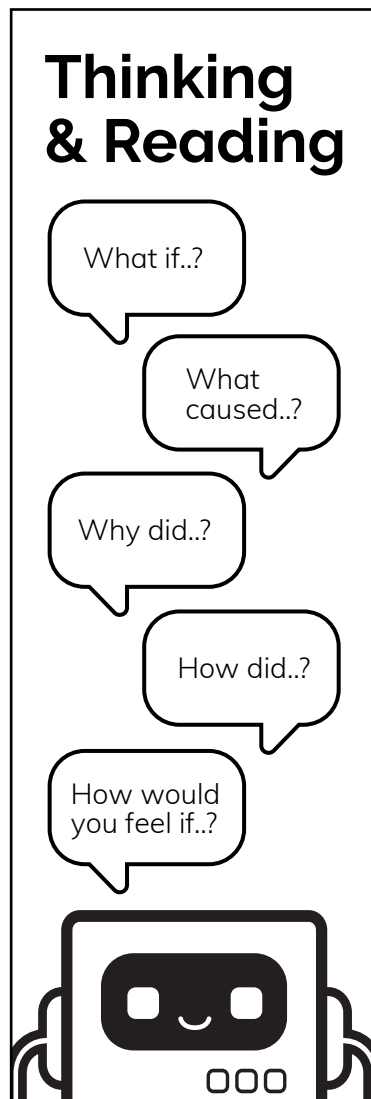 Thinking
& Reading
What if..?
What
caused..?
Why did..?
How did..?
How would
you feel if..?